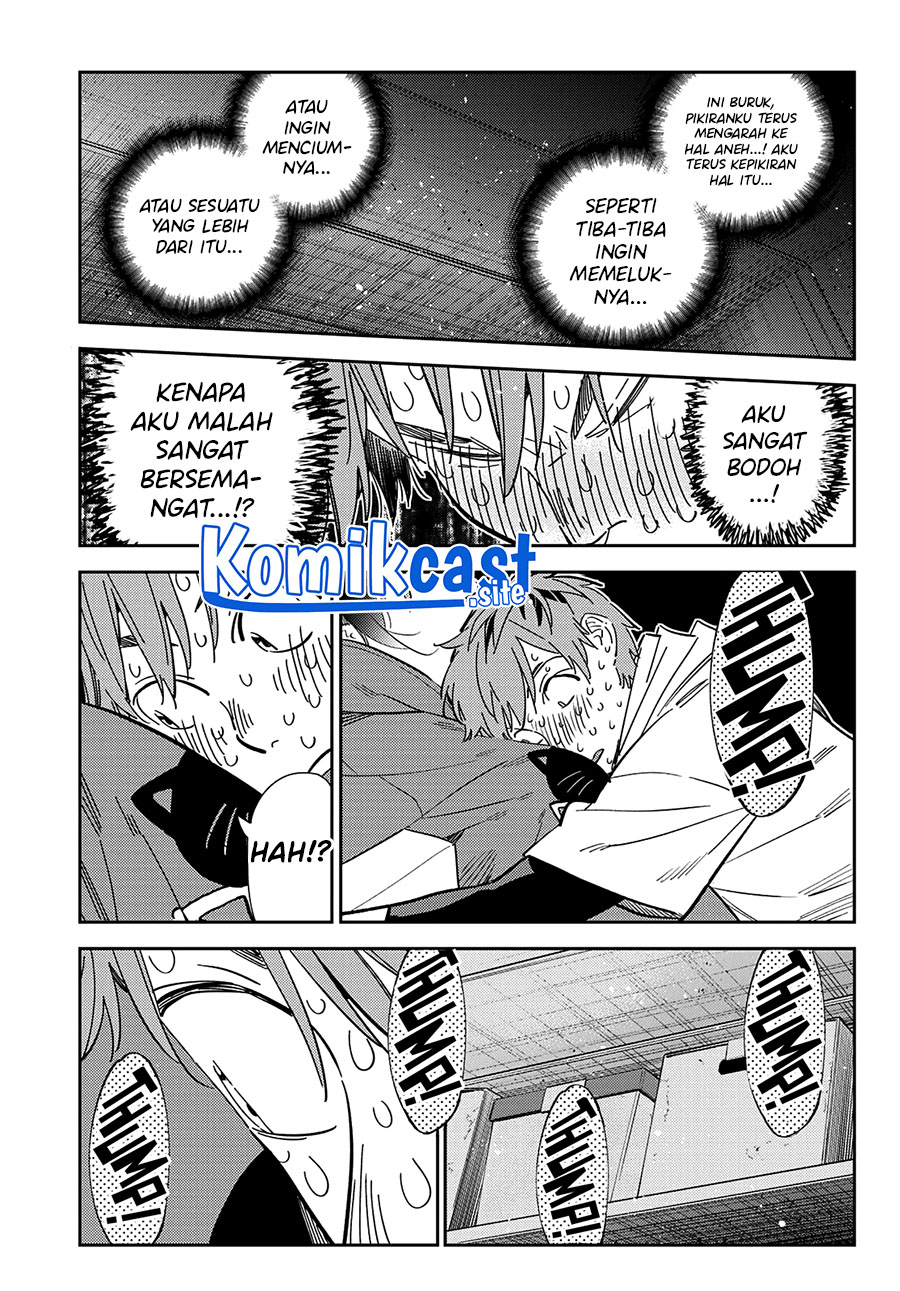 INI BURUK,
PIKIRANKU TERUS
MENGARAH KE
HAL ANEH...! AKU
TERUS KEPIKIRAN
HAL ITU...
SEPERTI
TIBA-TIBA
INGIN
MEMELUK-
NYA...
ATAU
INGIN
MENCIUM-
NYA...
ATAU SESUATU
YANG LEBIH
DARI ITU...
AKU
SANGAT
BODOH
...!
KENAPA
AKU MALAH
SANGAT
BERSEMA-
NGAT...!?
Komikcast
.site
THUMP!
HAH!?
THUMP!
THUMP!
THUMP!
THUMP!